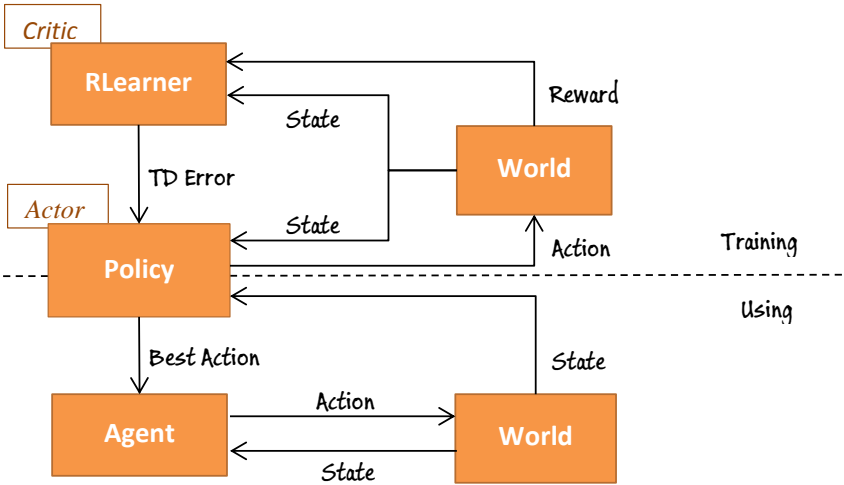 Critic
RLearner
Reward
State
World
TD Error
Actor
State
Action
Training
Policy
Using
Best Action
State
Action
Agent
World
State